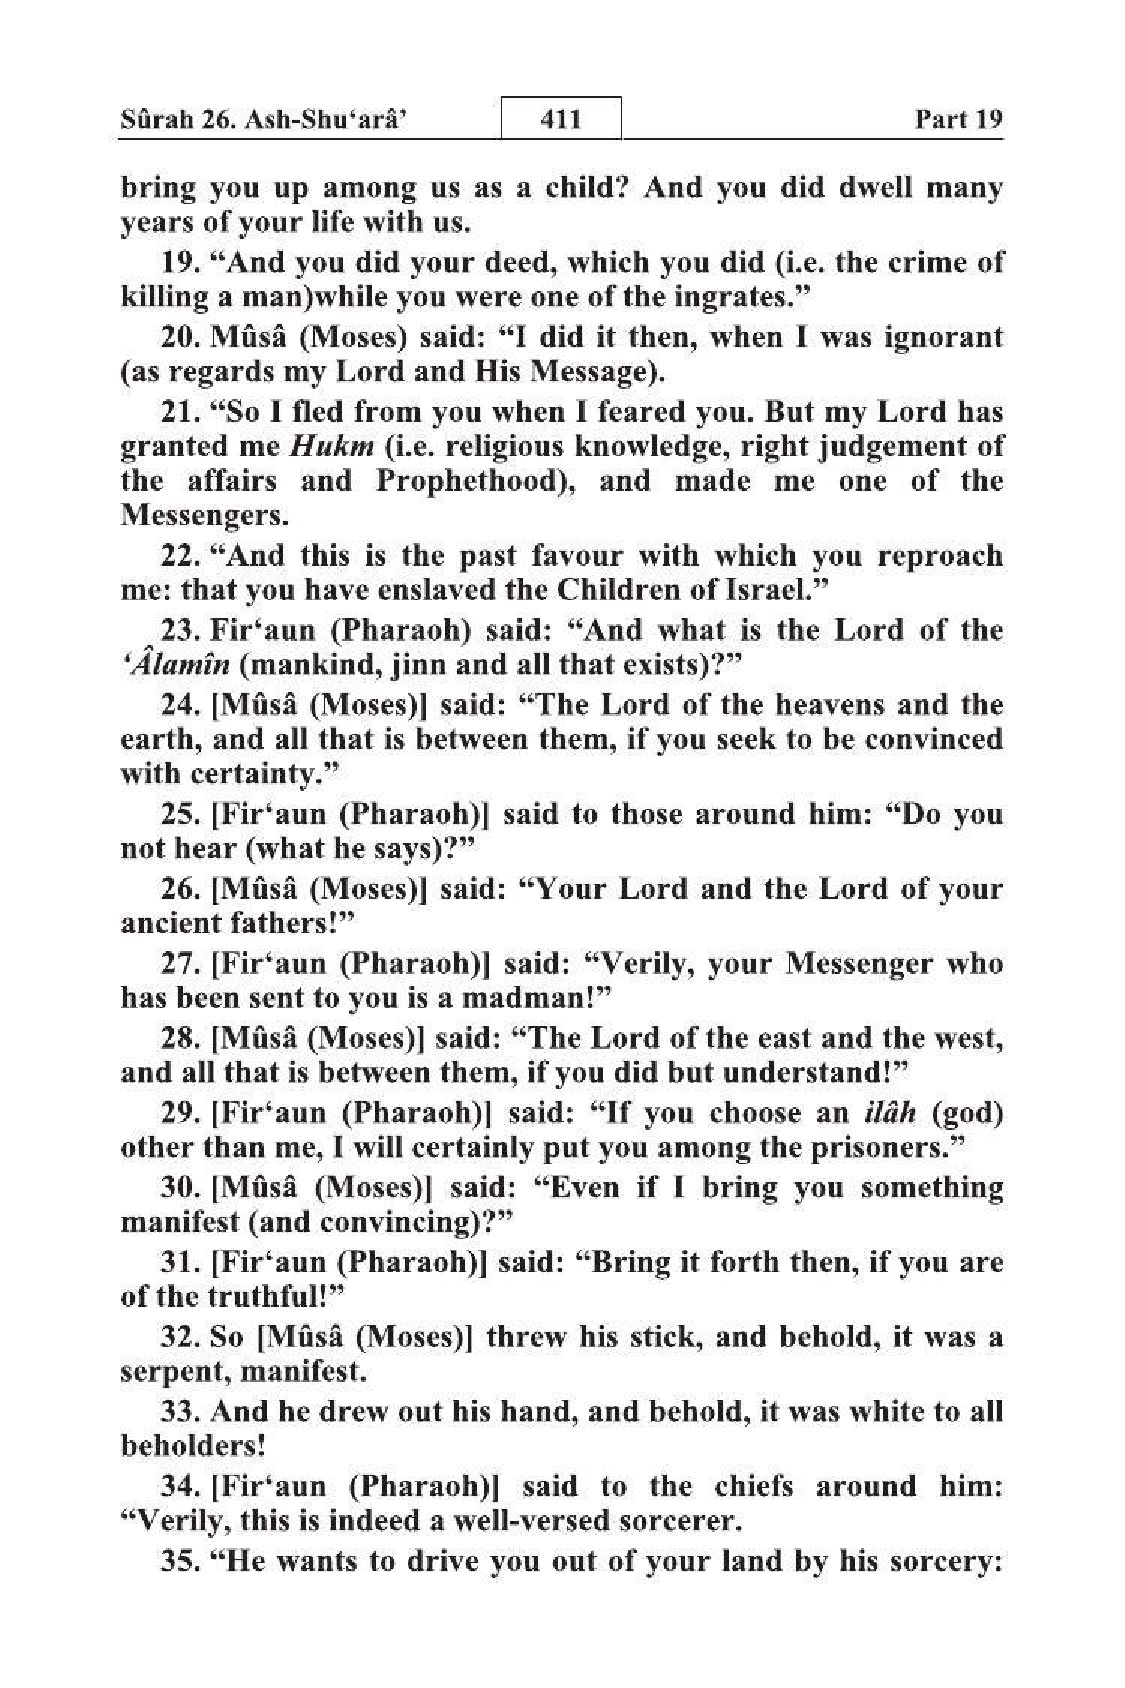 Sûrah 26. Ash-Shu‘arâ’ 411 Part 19
bring you up among us as a child? And you did dwell many
years of your life with us.
19. “And you did your deed, which you did (i.e. the crime of
killing a man)while you were one of the ingrates.”
20. Mûsâ (Moses) said: “I did it then, when I was ignorant
(as regards my Lord and His Message).
21. “So I fled from you when I feared you. But my Lord has
granted me Hukm (i.e. religious knowledge, right judgement of
the affairs and Prophethood), and made me one of the
Messengers.
22. “And this is the past favour with which you reproach
me: that you have enslaved the Children of Israel.”
23. Fir‘aun (Pharaoh) said: “And what is the Lord of the
‘Âlamîn (mankind, jinn and all that exists)?”
24. [Mûsâ (Moses)] said: “The Lord of the heavens and the
earth, and all that is between them, if you seek to be convinced
with certainty.”
25. [Fir‘aun (Pharaoh)] said to those around him: “Do you
not hear (what he says)?”
26. [Mûsâ (Moses)] said: “Your Lord and the Lord of your
ancient fathers!”
27. [Fir‘aun (Pharaoh)] said: “Verily, your Messenger who
has been sent to you is a madman!”
28. [Mûsâ (Moses)] said: “The Lord of the east and the west,
and all that is between them, if you did but understand!”
29. [Fir‘aun (Pharaoh)] said: “If you choose an ilâh (god)
other than me, I will certainly put you among the prisoners.”
30. [Mûsâ (Moses)] said: “Even if I bring you something
manifest (and convincing)?”
31. [Fir‘aun (Pharaoh)] said: “Bring it forth then, if you are
of the truthful!”
32. So [Mûsâ (Moses)] threw his stick, and behold, it was a
serpent, manifest.
33. And he drew out his hand, and behold, it was white to all
beholders!
34. [Fir‘aun (Pharaoh)] said to the chiefs around him:
“Verily, this is indeed a well-versed sorcerer.
35. “He wants to drive you out of your land by his sorcery: